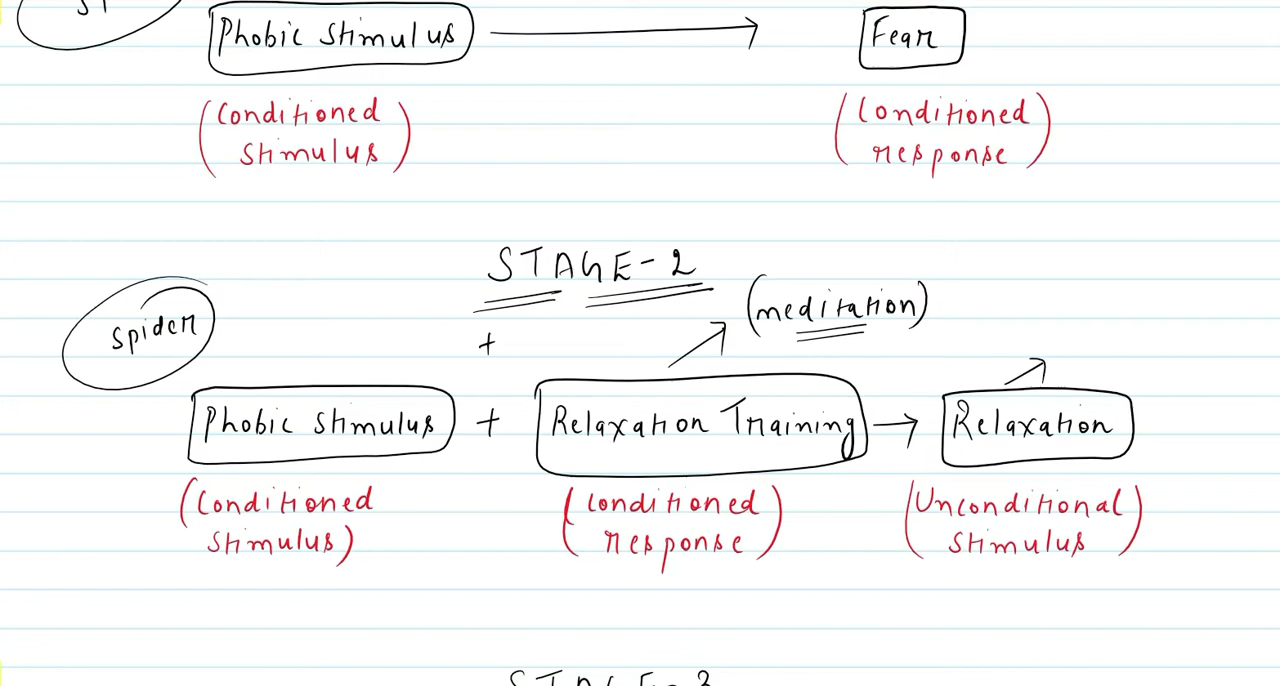 Phobic Stimulus → Fear
(Conditioned stimulus)
(Conditioned response)
STAGE-2
+
(meditation)
spider
Phobic stimulus + Relaxation Training → Relaxation
(Conditioned stimulus)
(Conditioned response)
(Unconditional stimulus)